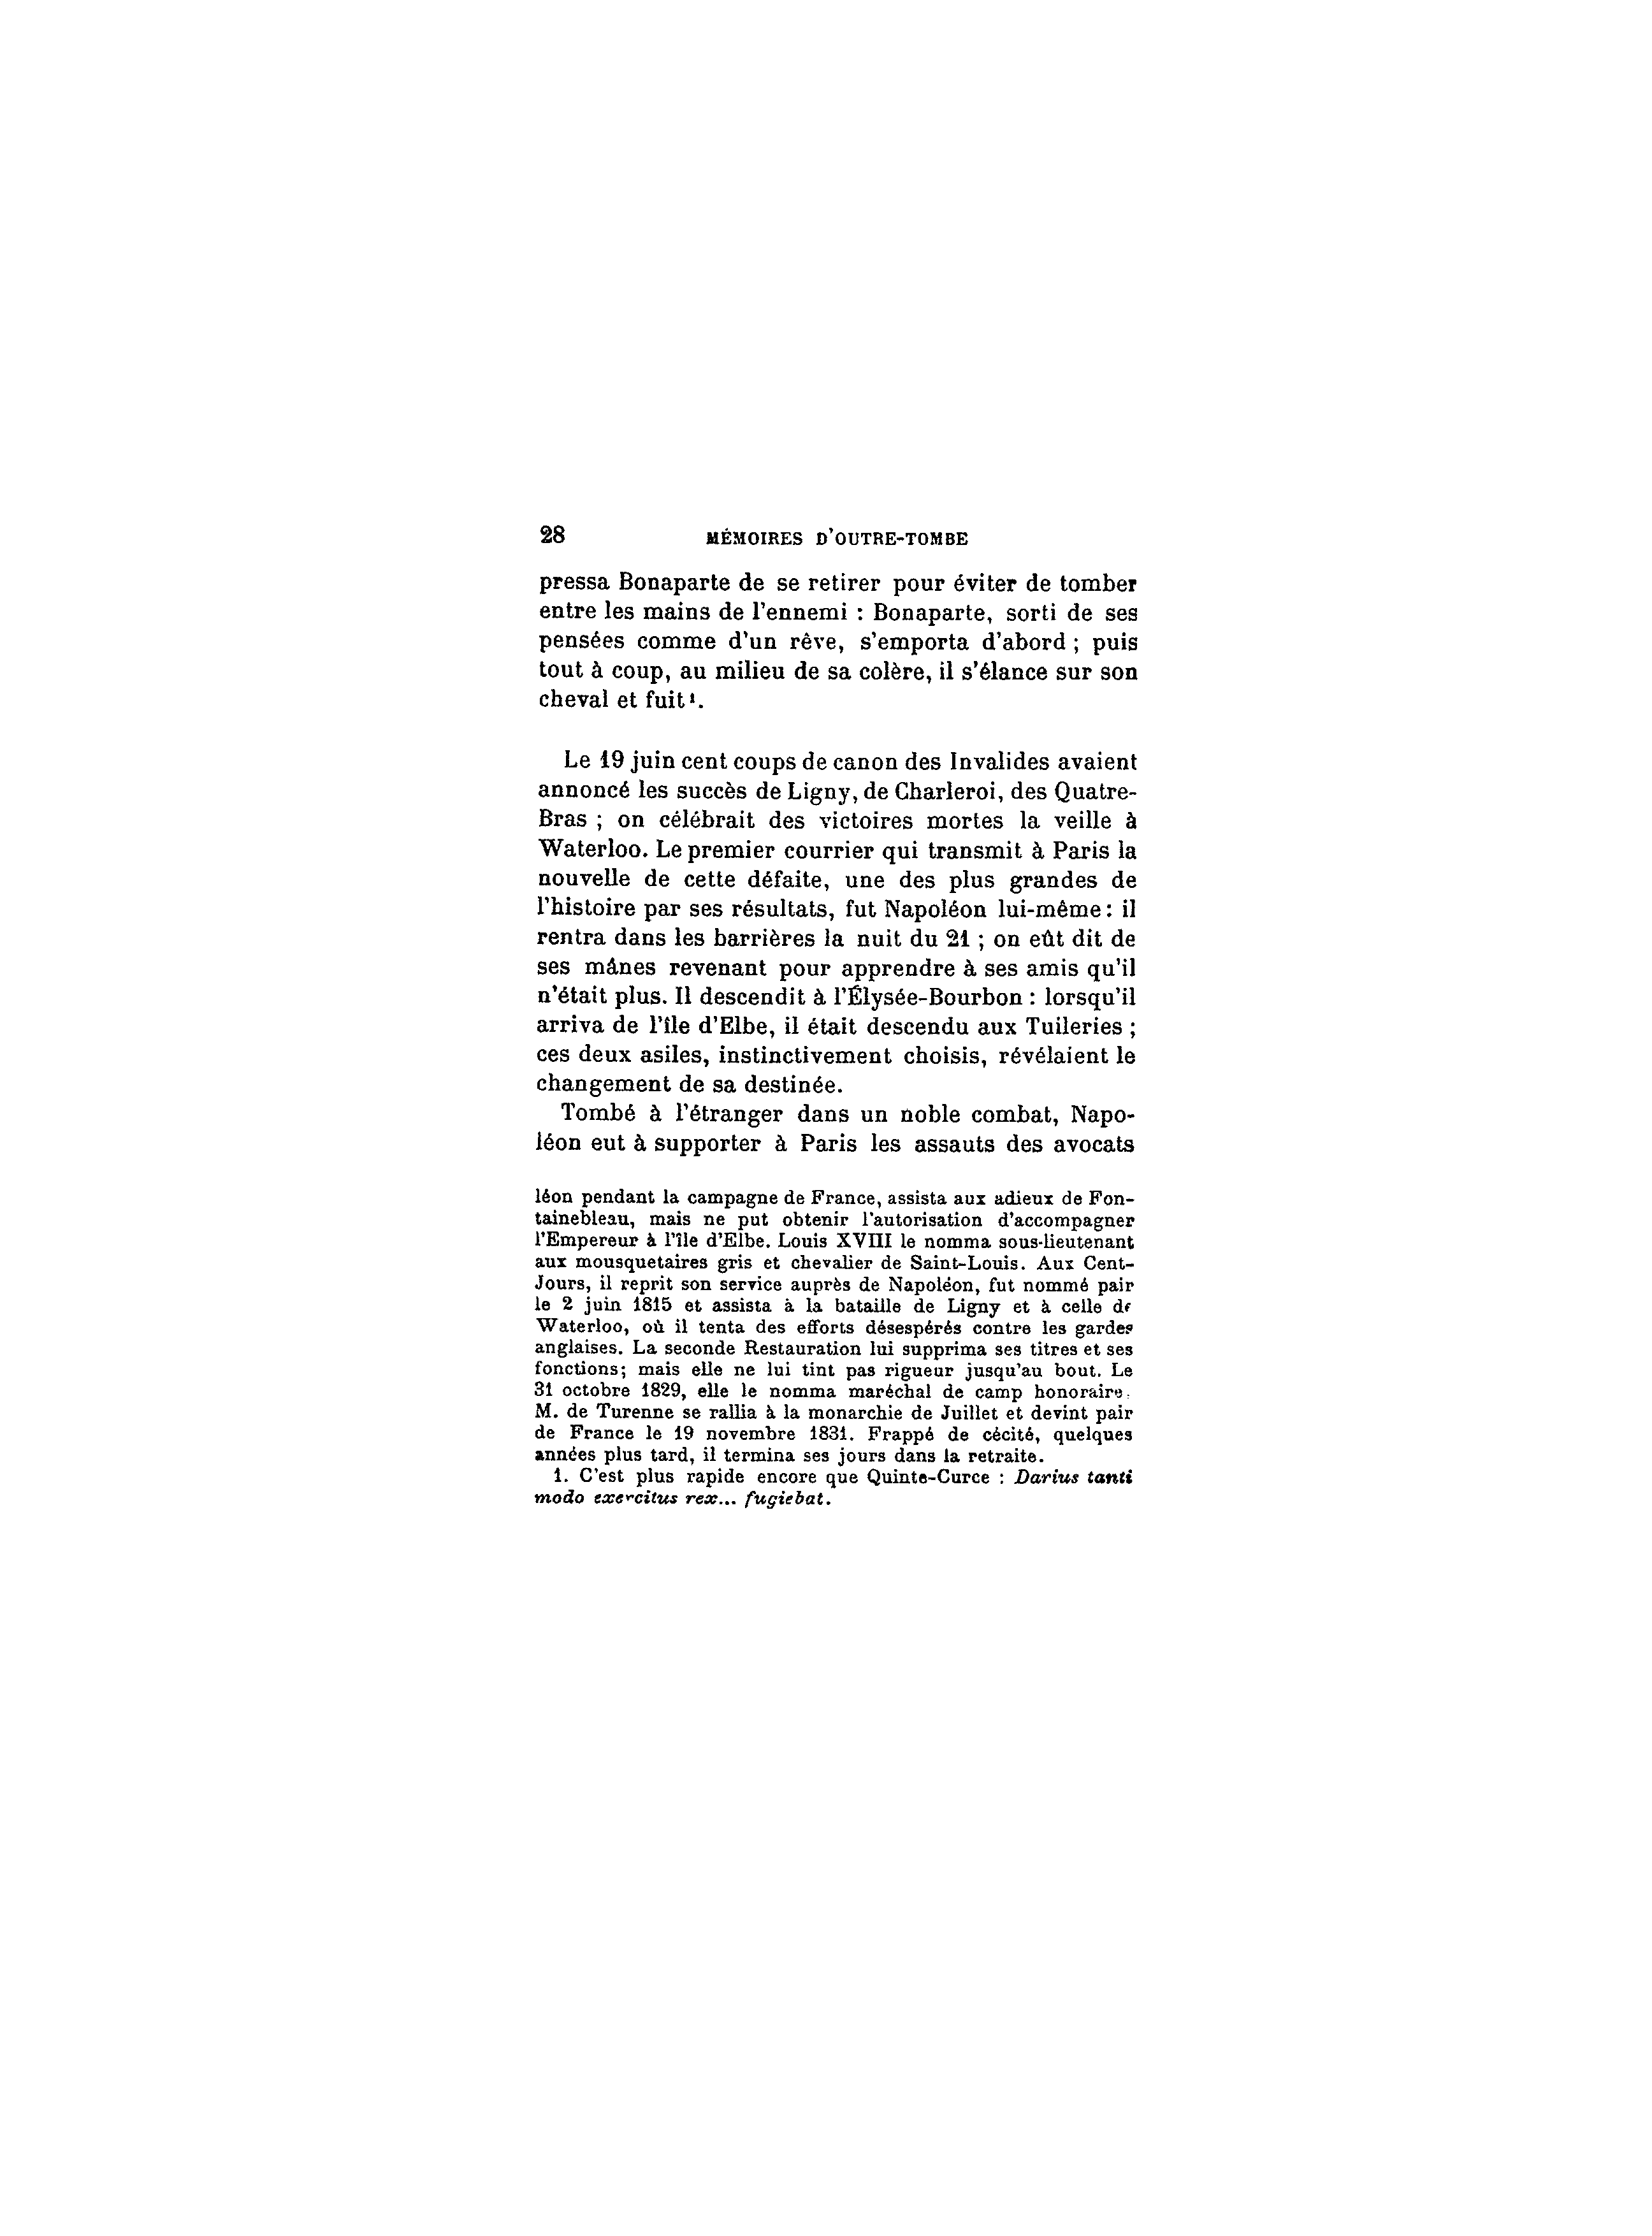 28 MÉMOIRES D'OUTRE-TOMBE
pressa Bonaparte de se retirer pour éviter de tomber
entre les mains de l'ennemi : Bonaparte, sorti de ses
pensées comme d'un rêve, s'emporta d'abord ; puis
tout à coup, au milieu de sa colère, il s'élance sur son
cheval et fuit¹.
Le 19 juin cent coups de canon des Invalides avaient
annoncé les succès de Ligny, de Charleroi, des Quatre-
Bras ; on célébrait des victoires mortes la veille à
Waterloo. Le premier courrier qui transmit à Paris la
nouvelle de cette défaite, une des plus grandes de
l'histoire par ses résultats, fut Napoléon lui-même : il
rentra dans les barrières la nuit du 21 ; on eût dit de
ses mânes revenant pour apprendre à ses amis qu'il
n'était plus. Il descendit à l'Élysée-Bourbon : lorsqu'il
arriva de l'île d'Elbe, il était descendu aux Tuileries ;
ces deux asiles, instinctivement choisis, révélaient le
changement de sa destinée.
Tombé à l'étranger dans un noble combat, Napo-
léon eut à supporter à Paris les assauts des avocats
léon pendant la campagne de France, assista aux adieux de Fon-
tainebleau, mais ne put obtenir l'autorisation d'accompagner
l'Empereur à l'île d'Elbe. Louis XVIII le nomma sous-lieutenant
aux mousquetaires gris et chevalier de Saint-Louis. Aux Cent-
Jours, il reprit son service auprès de Napoléon, fut nommé pair
le 2 juin 1815 et assista à la bataille de Ligny et à celle de
Waterloo, où il tenta des efforts désespérés contre les gardes
anglaises. La seconde Restauration lui supprima ses titres et ses
fonctions; mais elle ne lui tint pas rigueur jusqu'au bout. Le
31 octobre 1829, elle le nomma maréchal de camp honoraire.
M. de Turenne se rallia à la monarchie de Juillet et devint pair
de France le 19 novembre 1831. Frappé de cécité, quelques
années plus tard, il termina ses jours dans la retraite.
1. C'est plus rapide encore que Quinte-Curce : Darius tanti
modo exercitus rex... fugiebat.